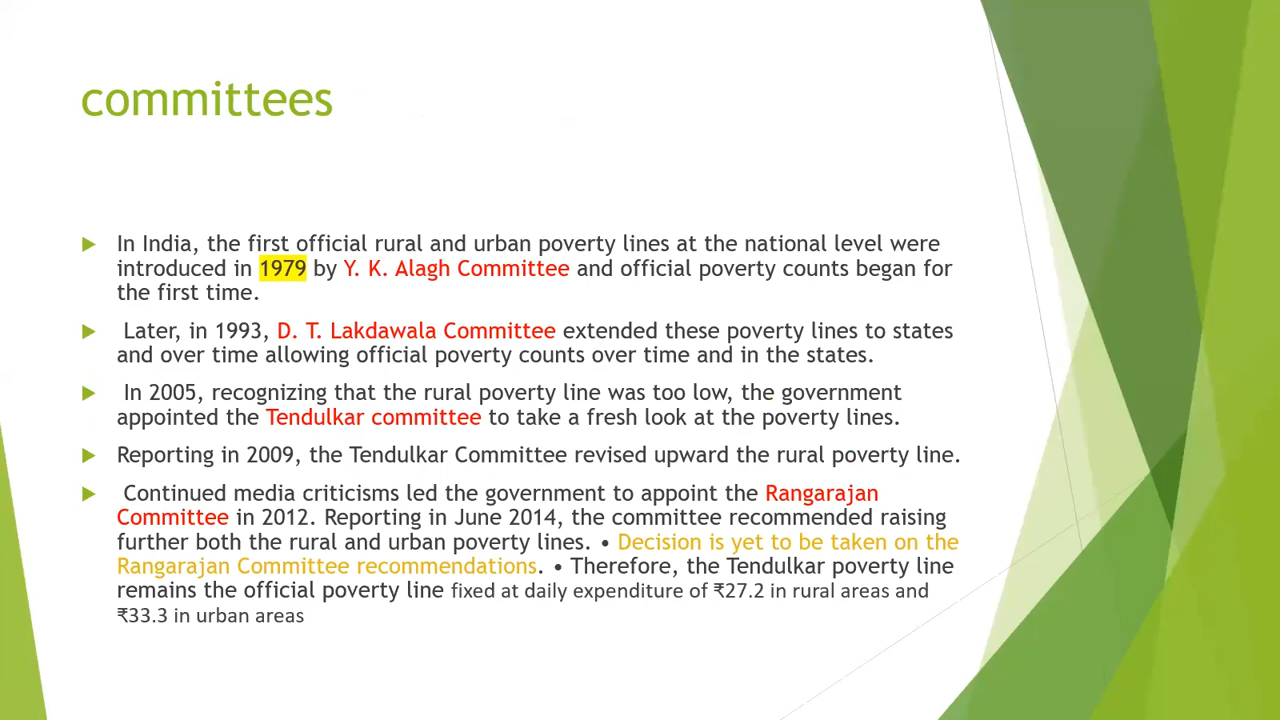 committees
In India, the first official rural and urban poverty lines at the national level were
introduced in 1979 by Y. K. Alagh Committee and official poverty counts began for
the first time.
Later, in 1993, D. T. Lakdawala Committee extended these poverty lines to states
and over time allowing official poverty counts over time and in the states.
In 2005, recognizing that the rural poverty line was too low, the government
appointed the Tendulkar committee to take a fresh look at the poverty lines.
Reporting in 2009, the Tendulkar Committee revised upward the rural poverty line.
Continued media criticisms led the government to appoint the Rangarajan
Committee in 2012. Reporting in June 2014, the committee recommended raising
further both the rural and urban poverty lines. • Decision is yet to be taken on the
Rangarajan Committee recommendations. • Therefore, the Tendulkar poverty line
remains the official poverty line fixed at daily expenditure of ₹27.2 in rural areas and
₹33.3 in urban areas